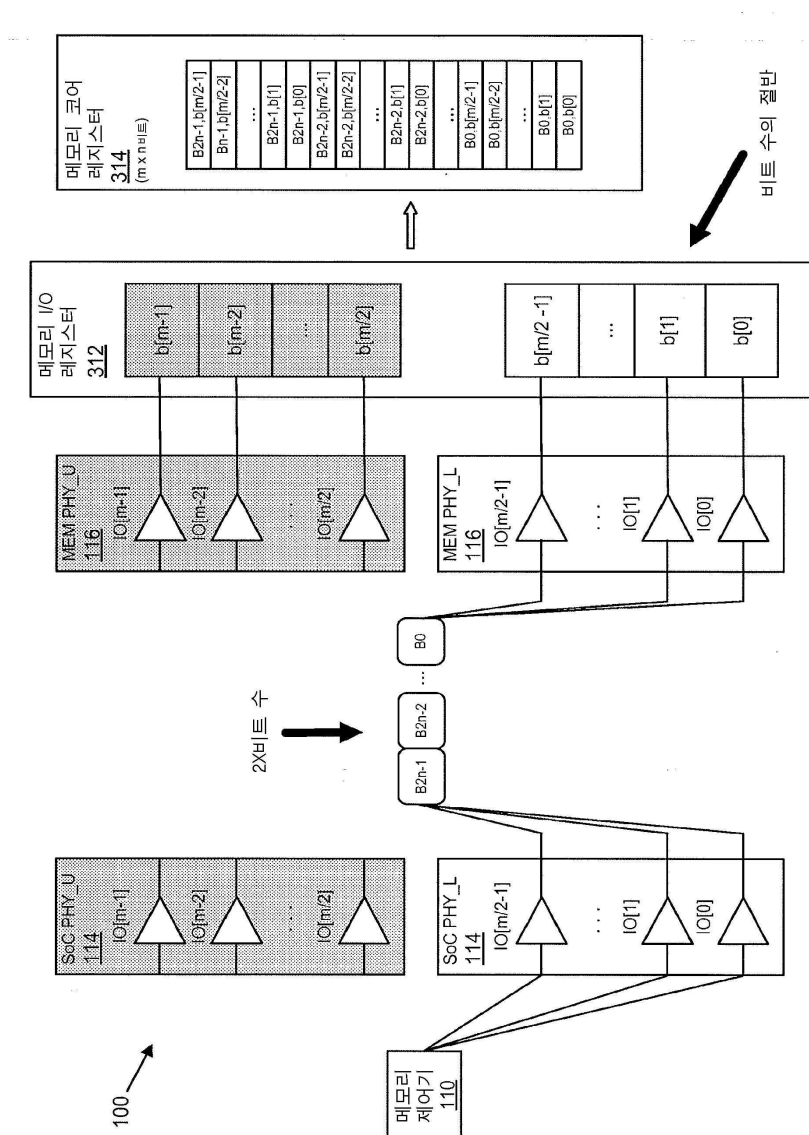 100
메모리
제어기
110
SoC PHY_U
114
IO[m-1]
IO[m-2]
. . .
IO[m/2]
SoC PHY_L
114
IO[m/2-1]
. . .
IO[1]
IO[0]
2X비트 수
B2n-1
B2n-2
...
B0
MEM PHY_U
116
IO[m-1]
IO[m-2]
. . .
IO[m/2]
MEM PHY_L
116
IO[m/2-1]
. . .
IO[1]
IO[0]
메모리 I/O
레지스터
312
b[m-1]
b[m-2]
...
b[m/2]
b[m/2 -1]
...
b[1]
b[0]
비트 수의 절반
메모리 코어
레지스터
314
(m x n비트)
B2n-1,b[m/2-1]
Bn-1,b[m/2-2]
...
B2n-1,b[1]
B2n-1,b[0]
B2n-2,b[m/2-1]
B2n-2,b[m/2-2]
...
B2n-2,b[1]
B2n-2,b[0]
...
B0,b[m/2-1]
B0,b[m/2-2]
...
B0,b[1]
B0,b[0]